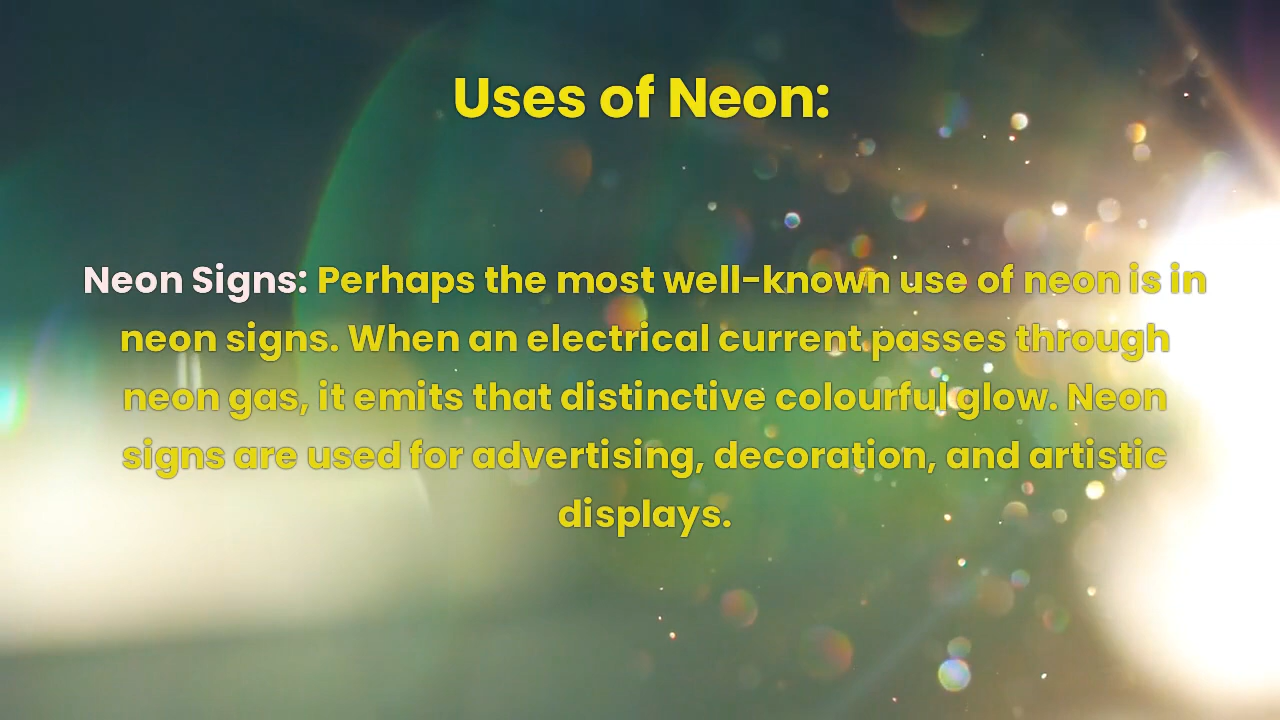 Uses of Neon:
Neon Signs: Perhaps the most well-known use of neon is in
neon signs. When an electrical current passes through
neon gas, it emits that distinctive colourful glow. Neon
signs are used for advertising, decoration, and artistic
displays.